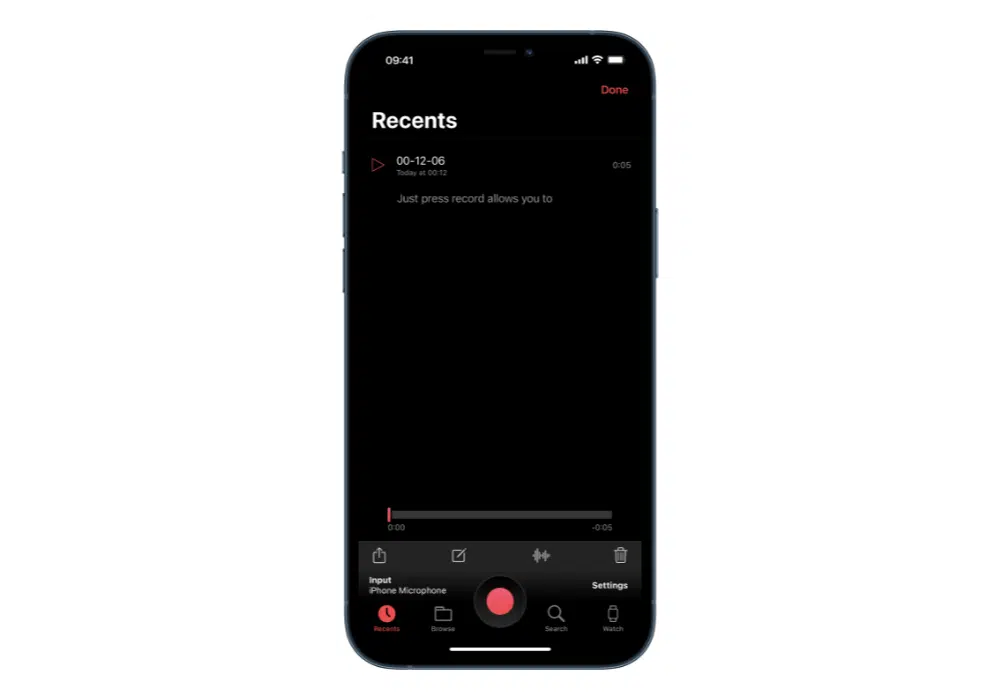 09:41
Done
Recents
00-12-06
0:05
Today at 00:12
Just press record allows you to
0:00
-0:05
Input
iPhone Microphone
Settings
Recents
Browse
Search
Watch